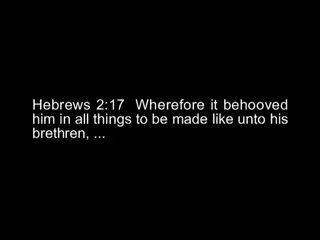 Hebrews 2:17  Wherefore it behooved
him in all things to be made like unto his
brethren, ...